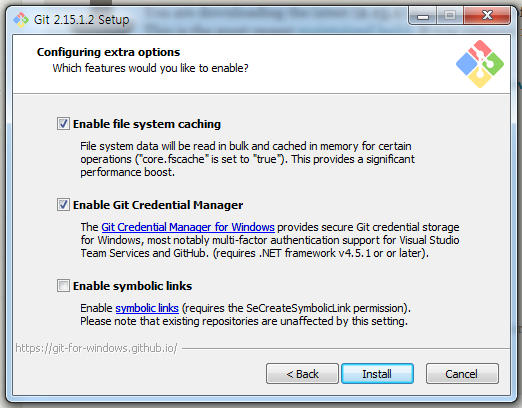 Git 2.15.1.2 Setup
Configuring extra options
Which features would you like to enable?
Enable file system caching
File system data will be read in bulk and cached in memory for certain
operations ("core.fscache" is set to "true"). This provides a significant
performance boost.
Enable Git Credential Manager
The Git Credential Manager for Windows provides secure Git credential storage
for Windows, most notably multi-factor authentication support for Visual Studio
Team Services and GitHub. (requires .NET framework v4.5.1 or or later).
Enable symbolic links
Enable symbolic links (requires the SeCreateSymbolicLink permission).
Please note that existing repositories are unaffected by this setting.
https://git-for-windows.github.io/
< Back
Install
Cancel